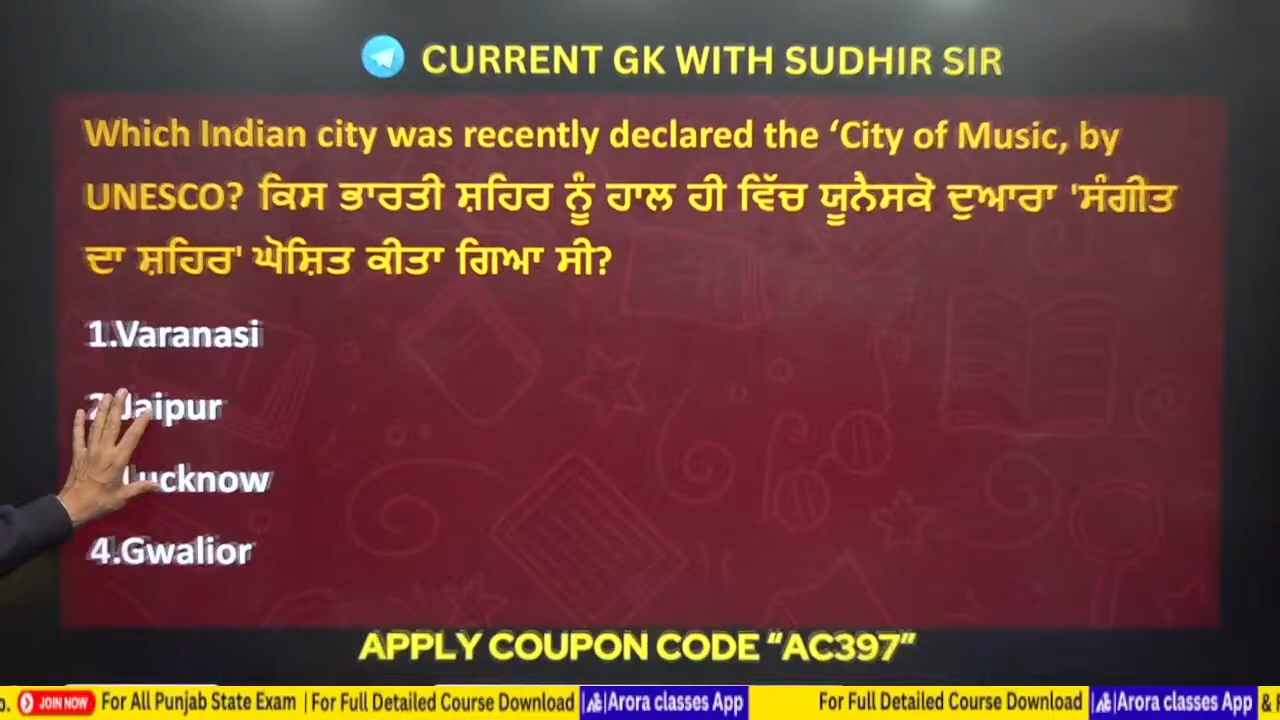 CURRENT GK WITH SUDHIR SIR
Which Indian city was recently declared the ‘City of Music, by
UNESCO? ਕਿਸ ਭਾਰਤੀ ਸ਼ਹਿਰ ਨੂੰ ਹਾਲ ਹੀ ਵਿੱਚ ਯੂਨੈਸਕੋ ਦੁਆਰਾ 'ਸੰਗੀਤ
ਦਾ ਸ਼ਹਿਰ' ਘੋਸ਼ਿਤ ਕੀਤਾ ਗਿਆ ਸੀ?
1.Varanasi
2.Jaipur
Lucknow
4.Gwalior
APPLY COUPON CODE “AC397”
o. JOIN NOW For All Punjab State Exam | For Full Detailed Course Download Arora classes App For Full Detailed Course Download Arora classes App &